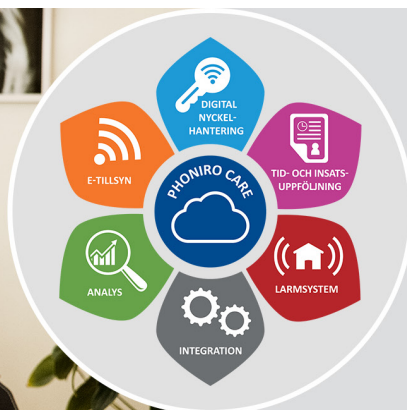 DIGITAL
NYCKEL-
HANTERING
TID- OCH INSATS-
UPPFÖLJNING
LARMSYSTEM
INTEGRATION
ANALYS
E-TILLSYN
PHONIRO CARE